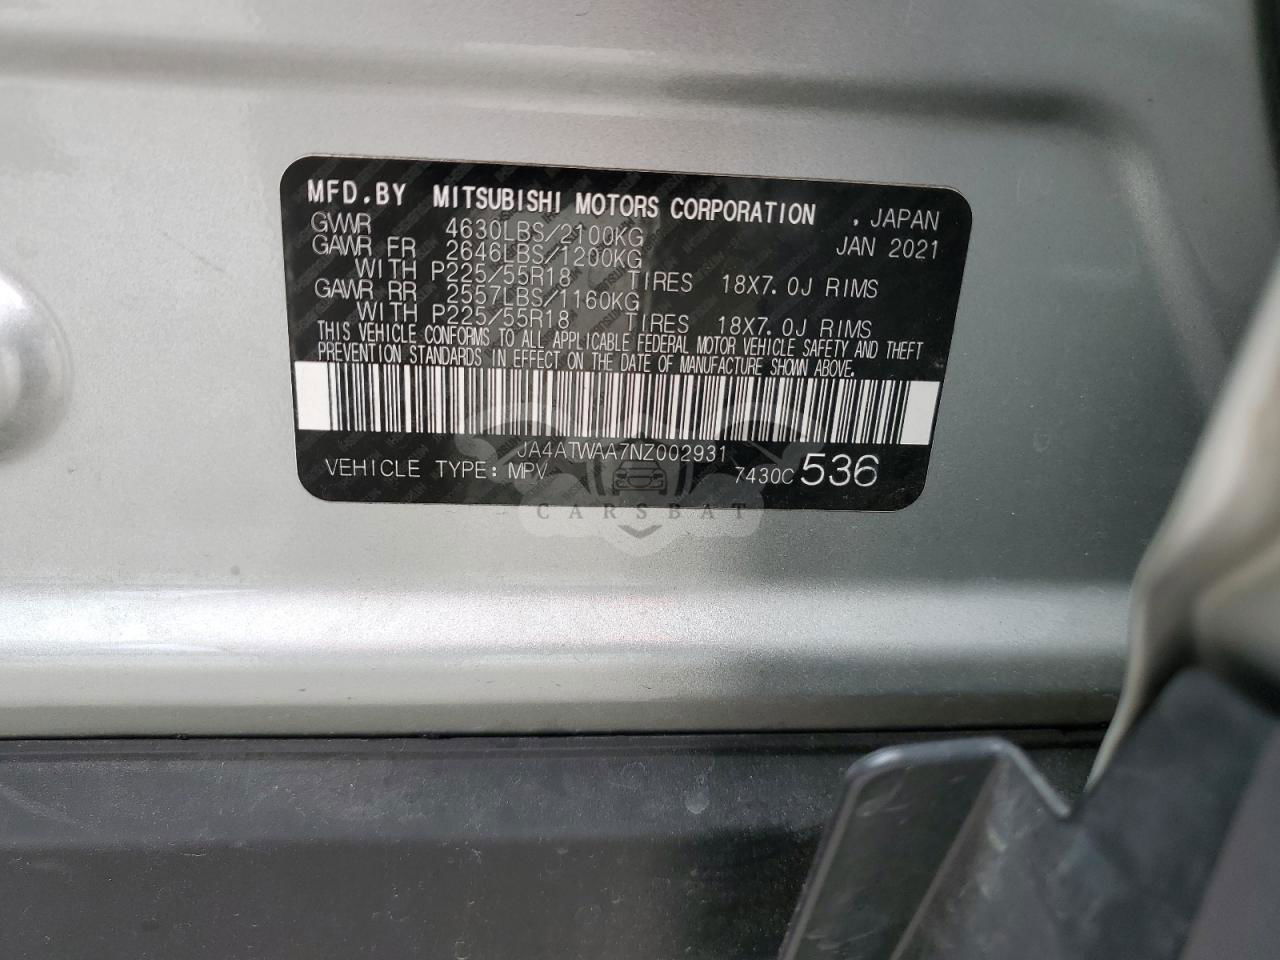 MFD.BY MITSUBISHI MOTORS CORPORATION . JAPAN
GVWR 4630LBS/2100KG JAN 2021
GAWR FR 2646LBS/1200KG
WITH P225/55R18 TIRES 18X7.0J RIMS
GAWR RR 2557LBS/1160KG
WITH P225/55R18 TIRES 18X7.0J RIMS
THIS VEHICLE CONFORMS TO ALL APPLICABLE FEDERAL MOTOR VEHICLE SAFETY AND THEFT
PREVENTION STANDARDS IN EFFECT ON THE DATE OF MANUFACTURE SHOWN ABOVE.
JA4ATWAA7NZ002931
VEHICLE TYPE:MPV 7430C 536
CARSBAT